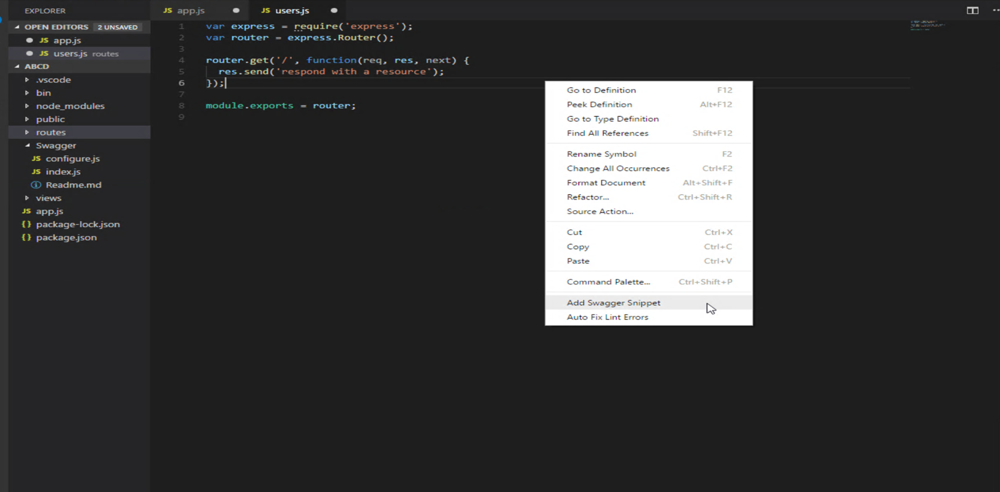 EXPLORER
OPEN EDITORS 2 UNSAVED
JS app.js
JS users.js routes
ABCD
.vscode
bin
node_modules
public
routes
Swagger
JS configure.js
JS index.js
Readme.md
views
JS app.js
{} package-lock.json
{} package.json
JS app.js JS users.js
1 var express = require('express');
2 var router = express.Router();
3
4 router.get('/', function(req, res, next) {
5 res.send('respond with a resource');
6 });
7
8 module.exports = router;
9
Go to Definition F12
Peek Definition Alt+F12
Go to Type Definition
Find All References Shift+F12
Rename Symbol F2
Change All Occurrences Ctrl+F2
Format Document Alt+Shift+F
Refactor... Ctrl+Shift+R
Source Action...
Cut Ctrl+X
Copy Ctrl+C
Paste Ctrl+V
Command Palette... Ctrl+Shift+P
Add Swagger Snippet
Auto Fix Lint Errors